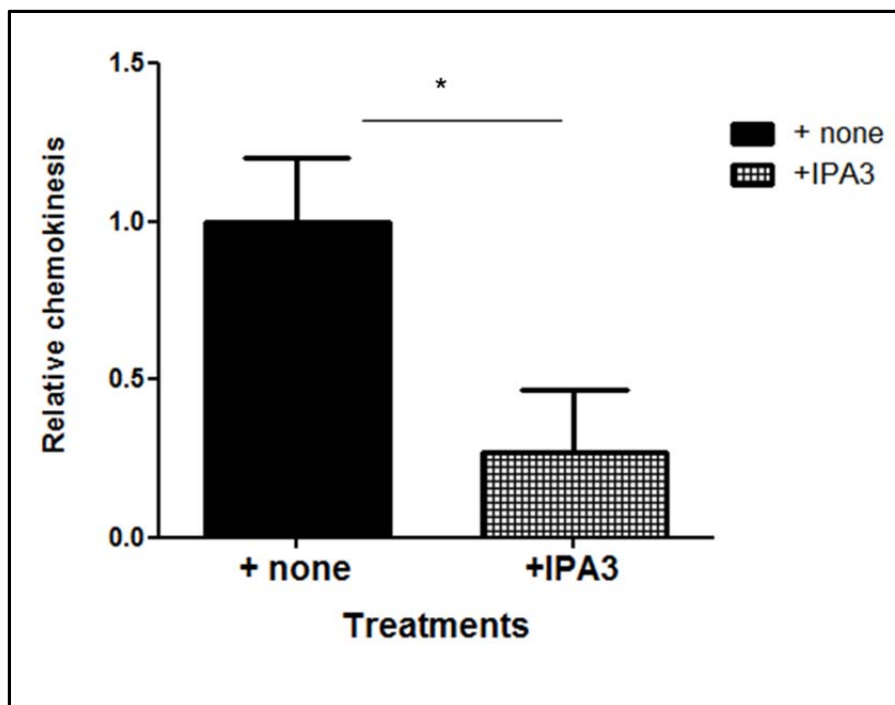 *
1.5
1.0
0.5
0.0
Relative chemokinesis
+ none
+IPA3
+ none
+IPA3
Treatments